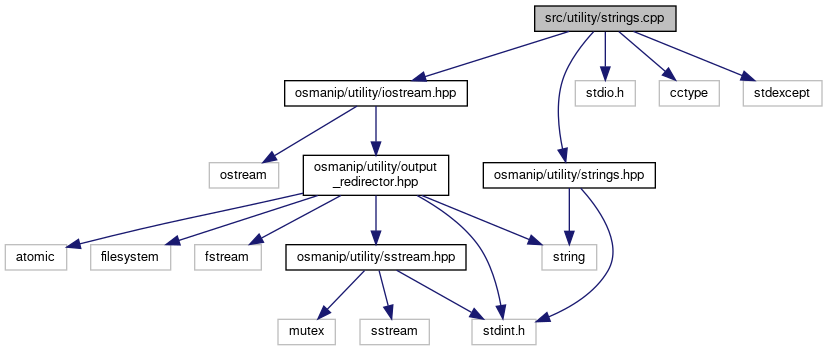 src/utility/strings.cpp
osmanip/utility/iostream.hpp
stdio.h
cctype
stdexcept
ostream
osmanip/utility/output
_redirector.hpp
osmanip/utility/strings.hpp
atomic
filesystem
fstream
osmanip/utility/sstream.hpp
string
mutex
sstream
stdint.h